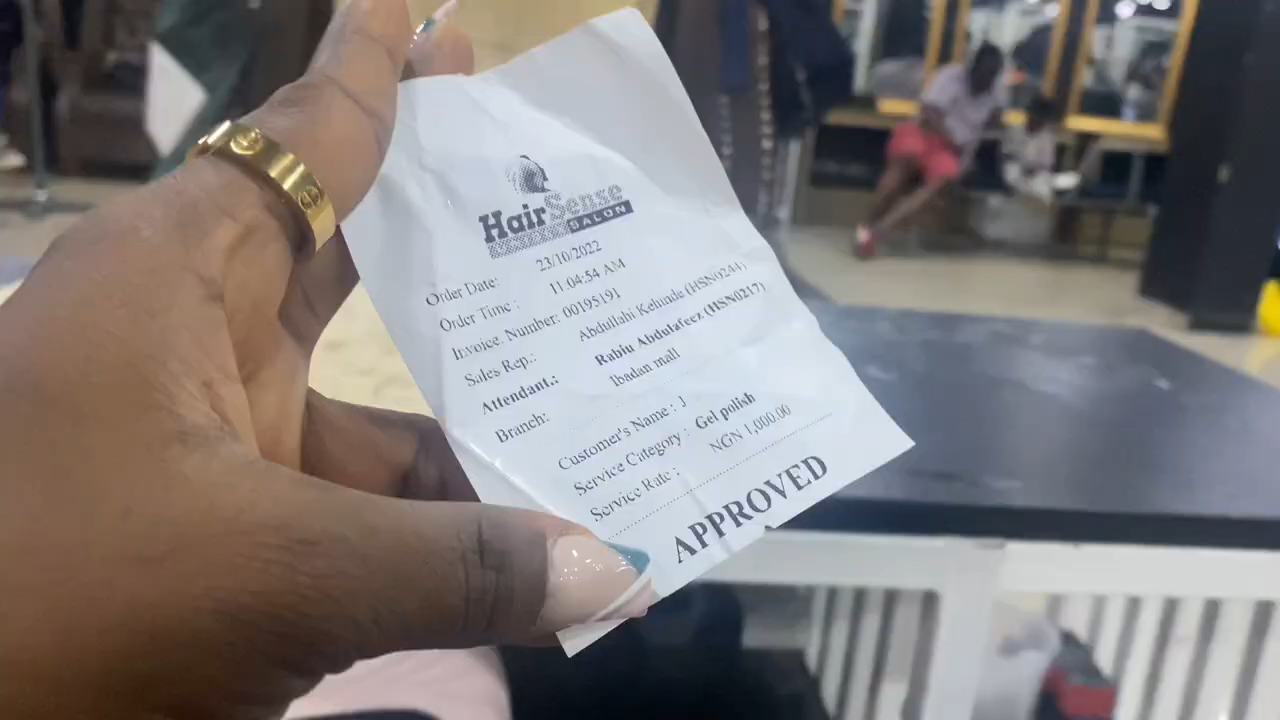 HairSense
SALON
Order Date: 23/10/2022
Order Time : 11:04:54 AM
Invoice. Number: 00195191
Sales Rep.: Abdullahi Kehinde (HSN0244)
Attendant.: Rabiu Abdulafeez (HSN0217)
Branch: Ibadan mall
Customer's Name : J
Service Category : Gel polish
Service Rate : NGN 1,000.00
APPROVED